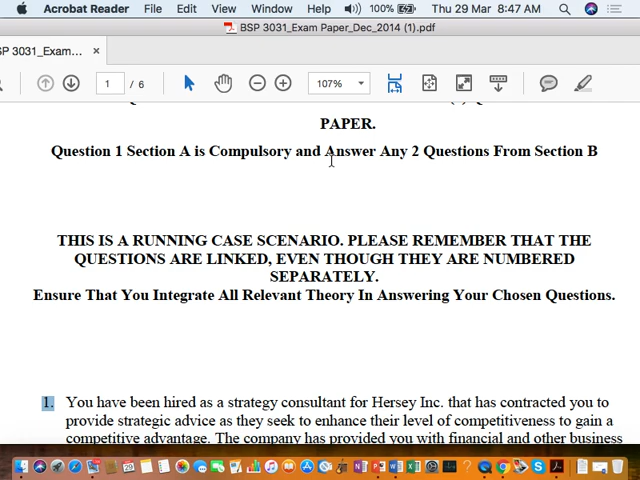 Acrobat Reader File Edit View Window Help 100% Thu 29 Mar 8:47 AM
BSP 3031_Exam Paper_Dec_2014 (1).pdf
SP 3031_Exam... ×
1 / 6 107%
PAPER.
Question 1 Section A is Compulsory and Answer Any 2 Questions From Section B
THIS IS A RUNNING CASE SCENARIO. PLEASE REMEMBER THAT THE
QUESTIONS ARE LINKED, EVEN THOUGH THEY ARE NUMBERED
SEPARATELY.
Ensure That You Integrate All Relevant Theory In Answering Your Chosen Questions.
1. You have been hired as a strategy consultant for Hersey Inc. that has contracted you to
provide strategic advice as they seek to enhance their level of competitiveness to gain a
competitive advantage. The company has provided you with financial and other business